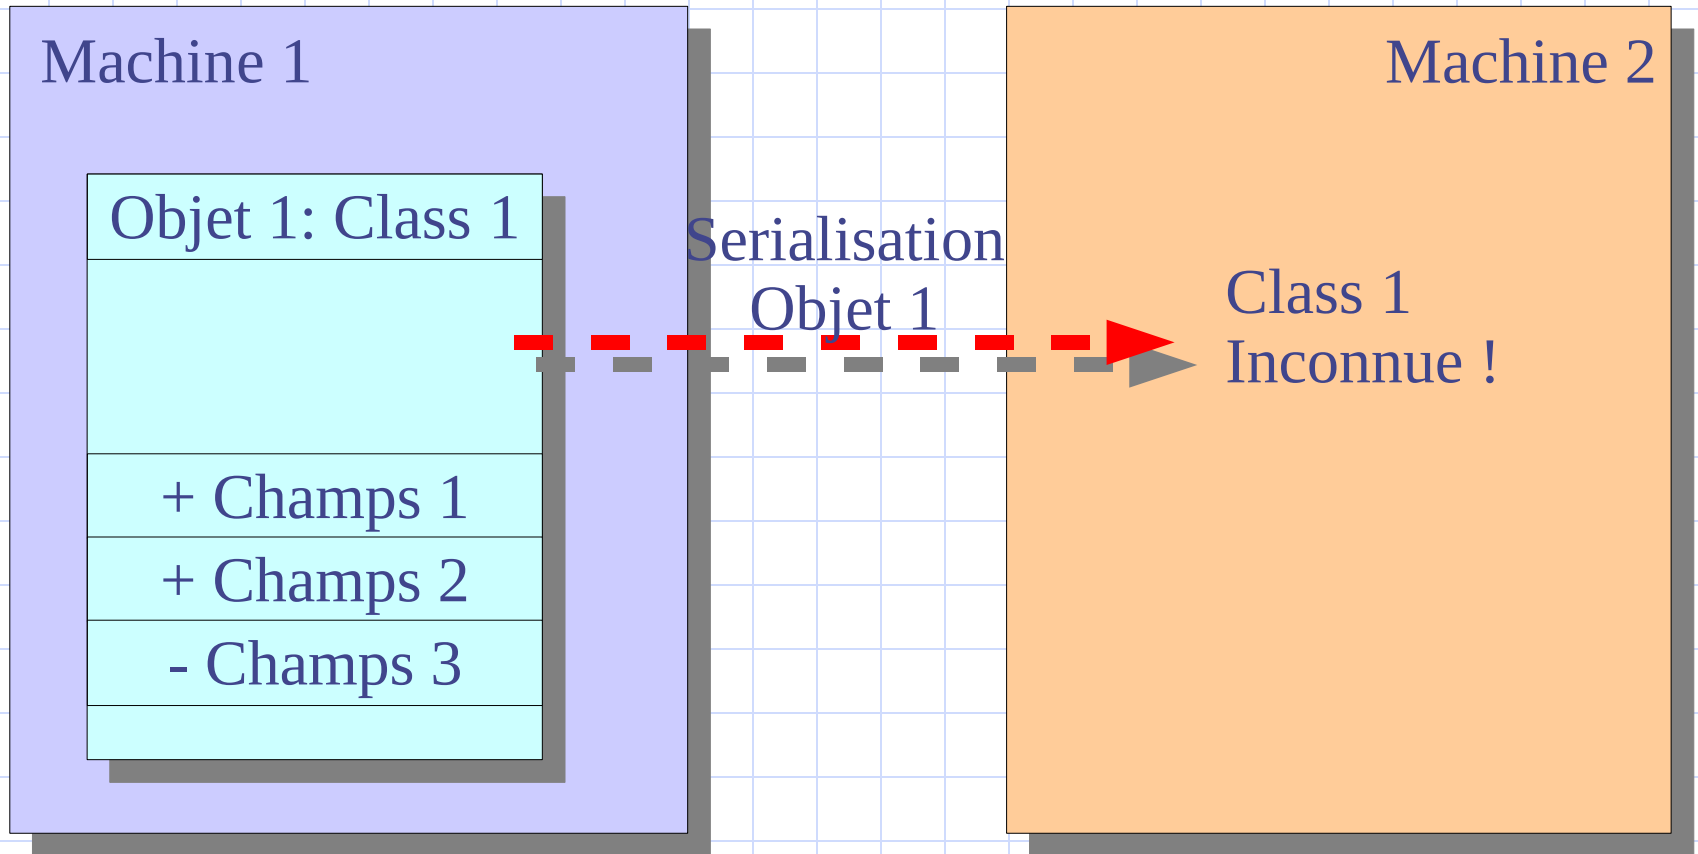 Machine 1
Machine 2
Objet 1: Class 1
Serialisation
Objet 1
Class 1
Inconnue !
+ Champs 1
+ Champs 2
- Champs 3